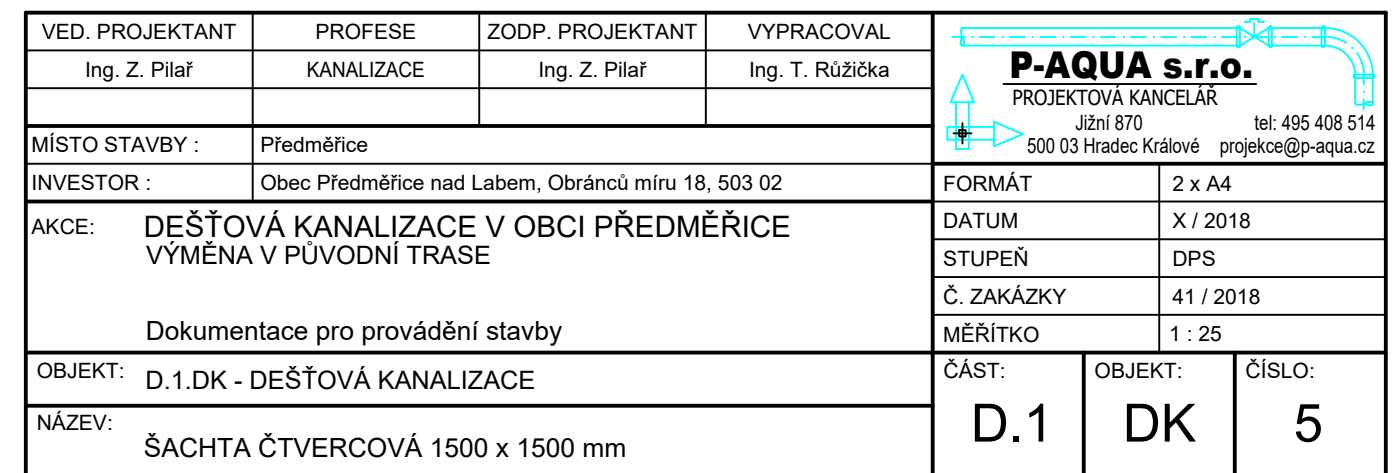 VED. PROJEKTANT PROFESE ZODP. PROJEKTANT VYPRACOVAL
Ing. Z. Pilař KANALIZACE Ing. Z. Pilař Ing. T. Růžička
MÍSTO STAVBY : Předměřice
INVESTOR : Obec Předměřice nad Labem, Obránců míru 18, 503 02
AKCE: DEŠŤOVÁ KANALIZACE V OBCI PŘEDMĚŘICE
VÝMĚNA V PŮVODNÍ TRASE
Dokumentace pro provádění stavby
OBJEKT: D.1.DK - DEŠŤOVÁ KANALIZACE
NÁZEV:
ŠACHTA ČTVERCOVÁ 1500 x 1500 mm
P-AQUA s.r.o.
PROJEKTOVÁ KANCELÁŘ
Jižní 870 tel: 495 408 514
500 03 Hradec Králové projekce@p-aqua.cz
FORMÁT 2 x A4
DATUM X / 2018
STUPEŇ DPS
Č. ZAKÁZKY 41 / 2018
MĚŘÍTKO 1 : 25
ČÁST: OBJEKT: ČÍSLO:
D.1 DK 5